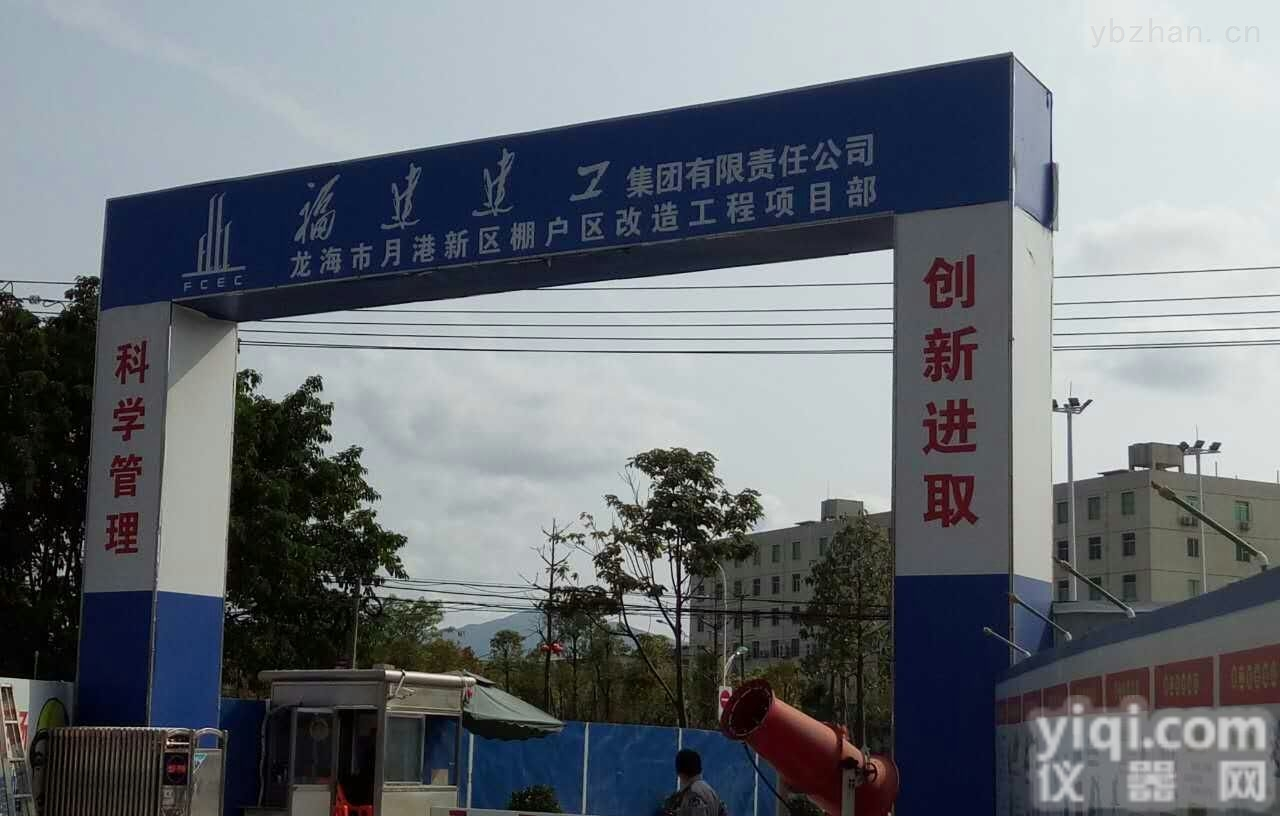 ybzhan.cn
福建建工集团有限责任公司
龙海市月港新区棚户区改造工程项目部
FCEC
科学管理
创新进取
yiqi.com
仪器网